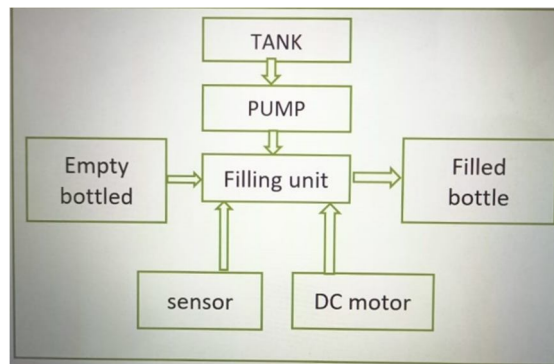 TANK
PUMP
Empty
bottled
Filling unit
Filled
bottle
sensor
DC motor